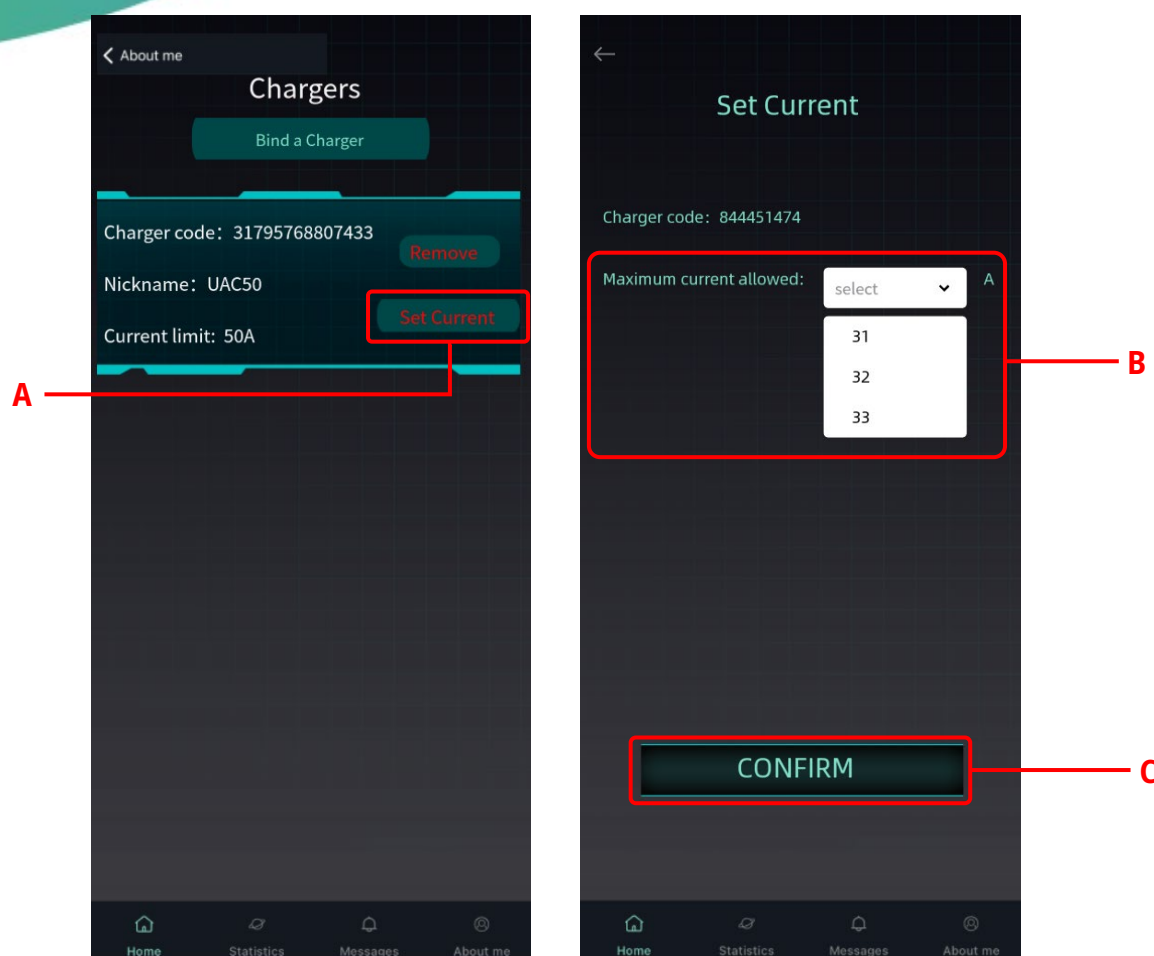 About me
Chargers
Bind a Charger
Charger code: 31795768807433
Remove
Nickname: UAC50
Set Current
Current limit: 50A
A
Home Statistics Messages About me
Set Current
Charger code: 844451474
Maximum current allowed: select A
31
32
33
B
CONFIRM
C
Home Statistics Messages About me